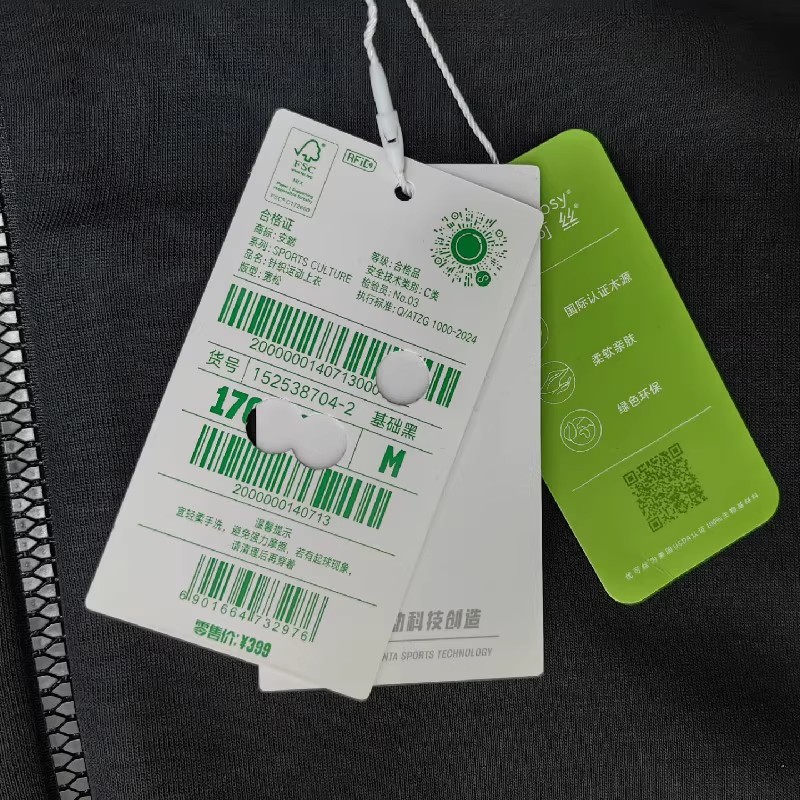 FSC
RFID
合格证
商标:安踏
系列:SPORTS CULTURE
品名:针织运动上衣
版型:宽松
等级:合格品
安全技术类别:C类
检验员:No.03
执行标准:Q/ATZG 1000-2024
2000000140713000
货号 152538704-2 基础黑
M
2000000140713
温馨提示
宜轻柔手洗,避免强力摩擦,若有起球现象,
请清理后再穿着
6901664732976
零售价:¥399
科技创造
NTA SPORTS TECHNOLOGY
国际认证木源
柔软亲肤
绿色环保